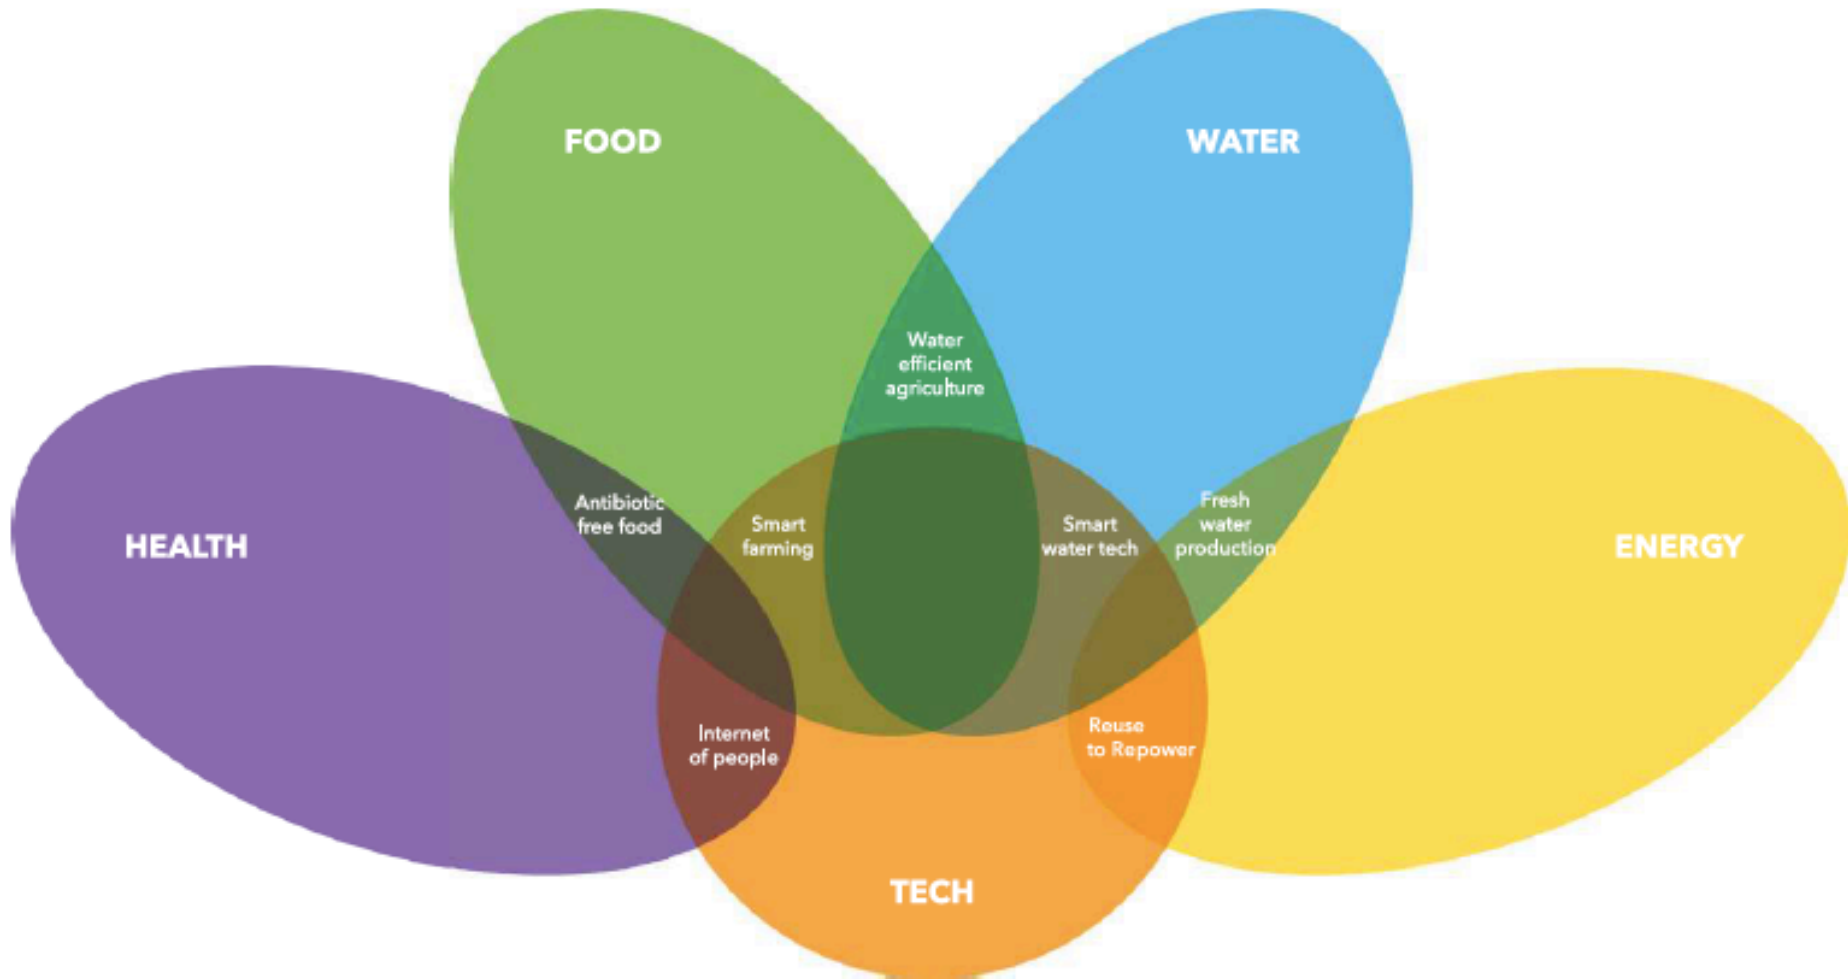 FOOD
WATER
Water
efficient
agriculture
HEALTH
Antibiotic
free food
Smart
farming
Smart
water tech
Fresh
water
production
ENERGY
Internet
of people
Reuse
to Repower
TECH